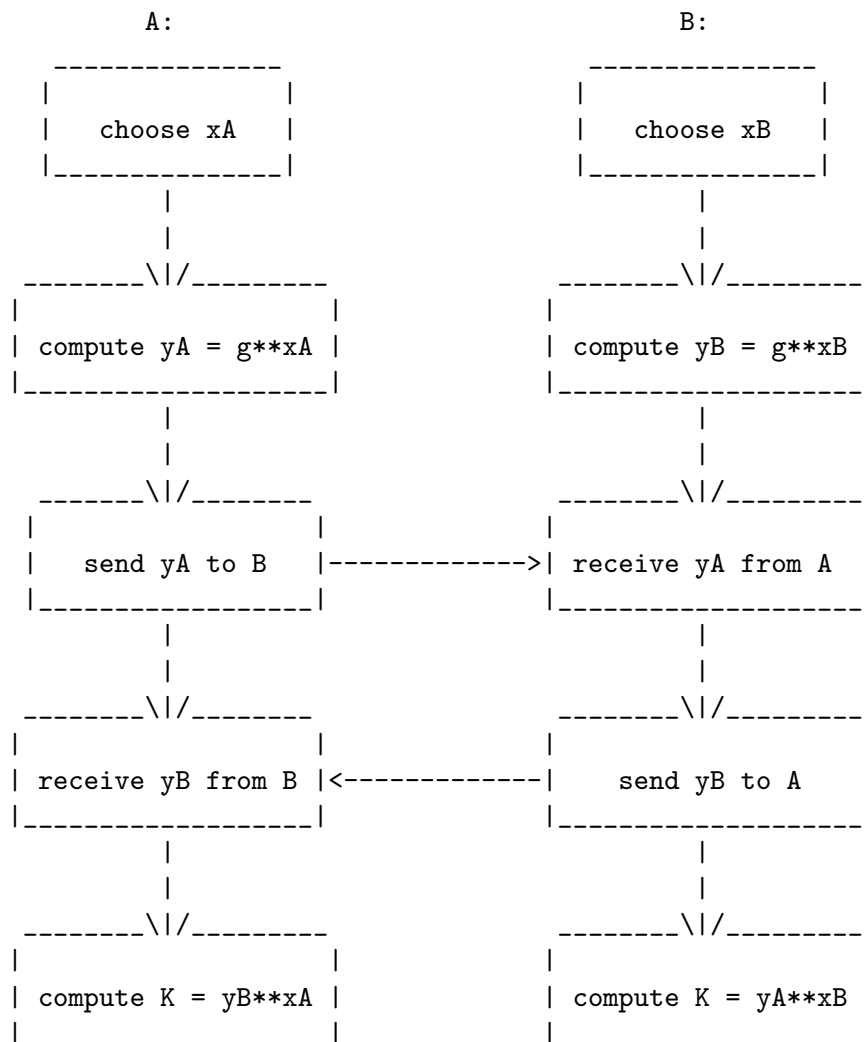 A: B:
choose xA choose xB
compute yA = g**xA compute yB = g**xB
send yA to B receive yA from A
receive yB from B send yB to A
compute K = yB**xA compute K = yA**xB